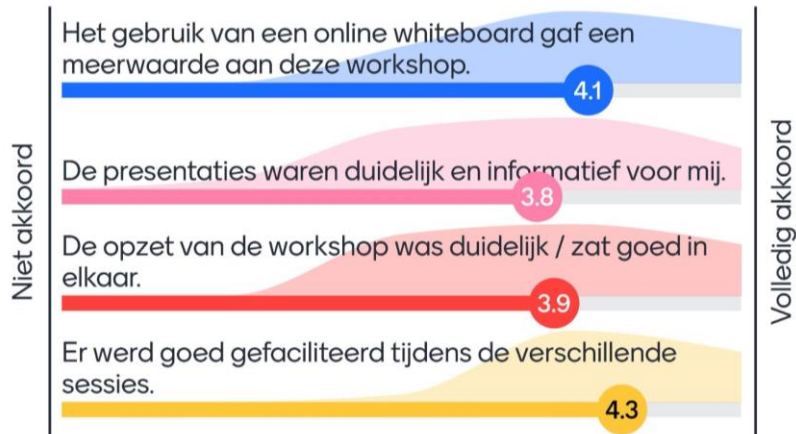 Het gebruik van een online whiteboard gaf een
meerwaarde aan deze workshop.
4.1
De presentaties waren duidelijk en informatief voor mij.
3.8
De opzet van de workshop was duidelijk / zat goed in
elkaar.
3.9
Er werd goed gefaciliteerd tijdens de verschillende
sessies.
4.3
Niet akkoord
Volledig akkoord